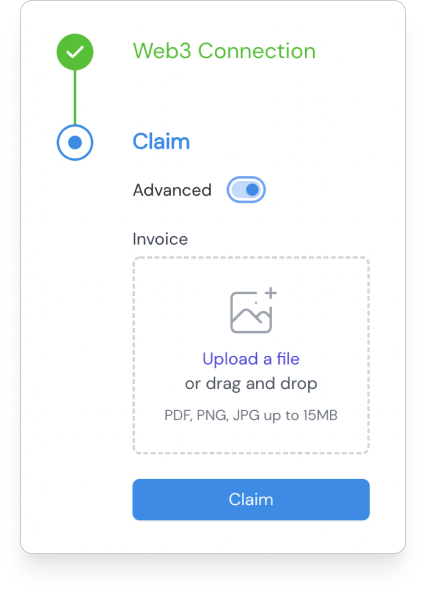 Web3 Connection
Claim
Advanced
Invoice
Upload a file
or drag and drop
PDF, PNG, JPG up to 15MB
Claim